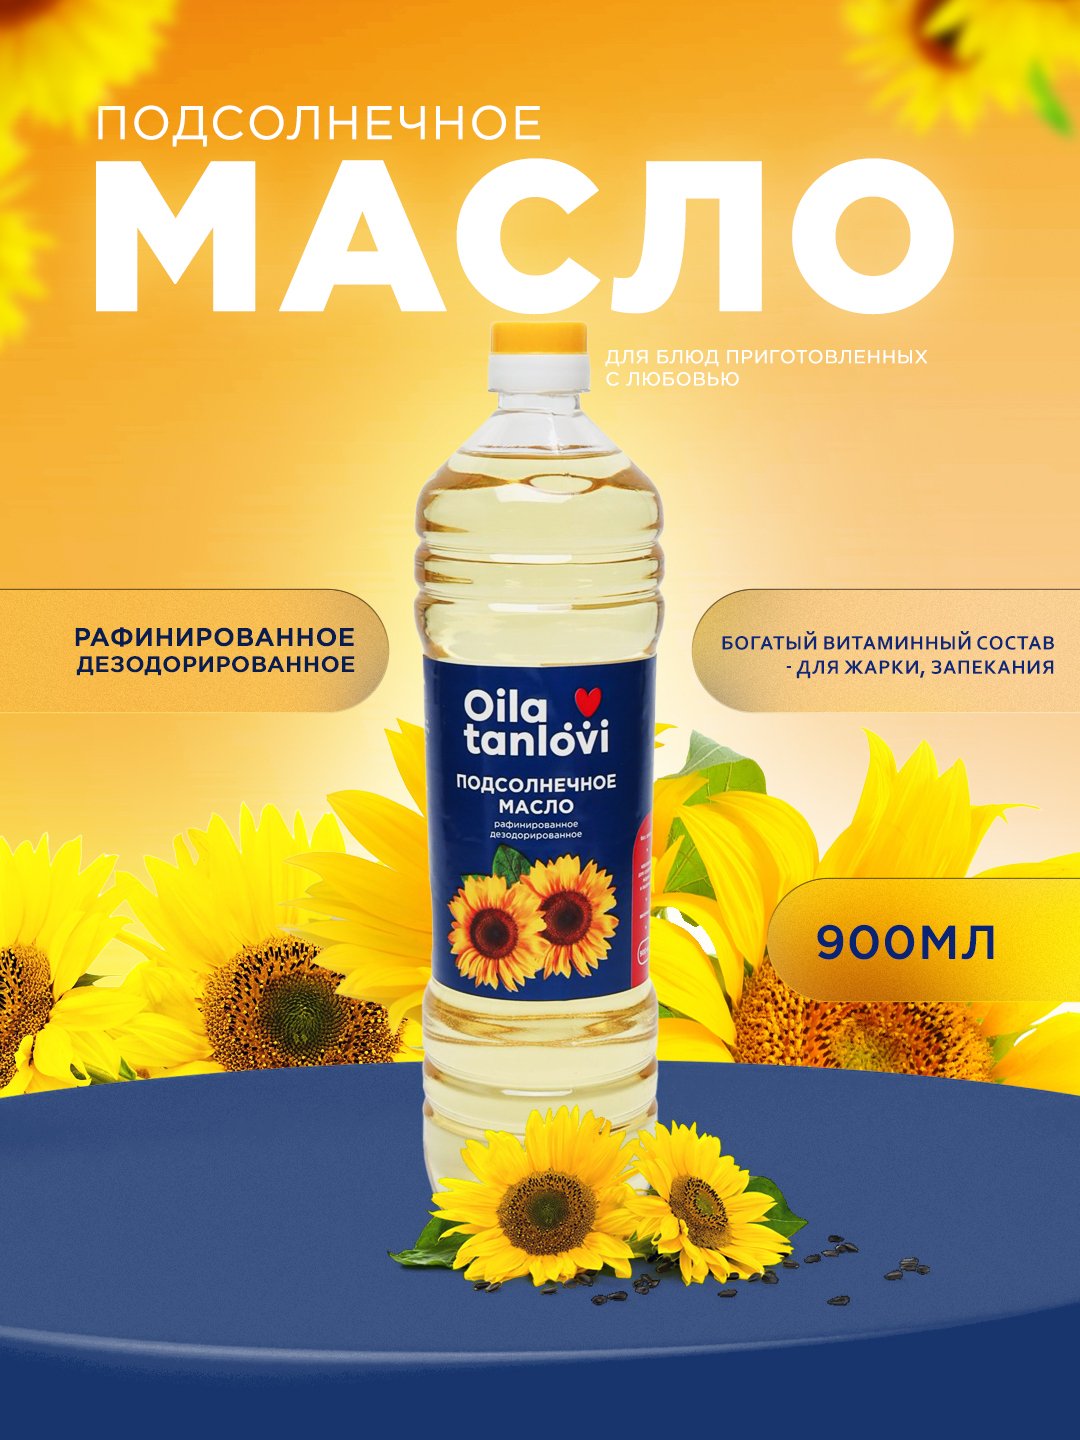 ПОДСОЛНЕЧНОЕ
МАСЛО
ДЛЯ БЛЮД ПРИГОТОВЛЕННЫХ
С ЛЮБОВЬЮ
РАФИНИРОВАННОЕ
ДЕЗОДОРИРОВАННОЕ
БОГАТЫЙ ВИТАМИННЫЙ СОСТАВ
- ДЛЯ ЖАРКИ, ЗАПЕКАНИЯ
Oila
tanlovi
ПОДСОЛНЕЧНОЕ
МАСЛО
рафинированное
дезодорированное
900МЛ